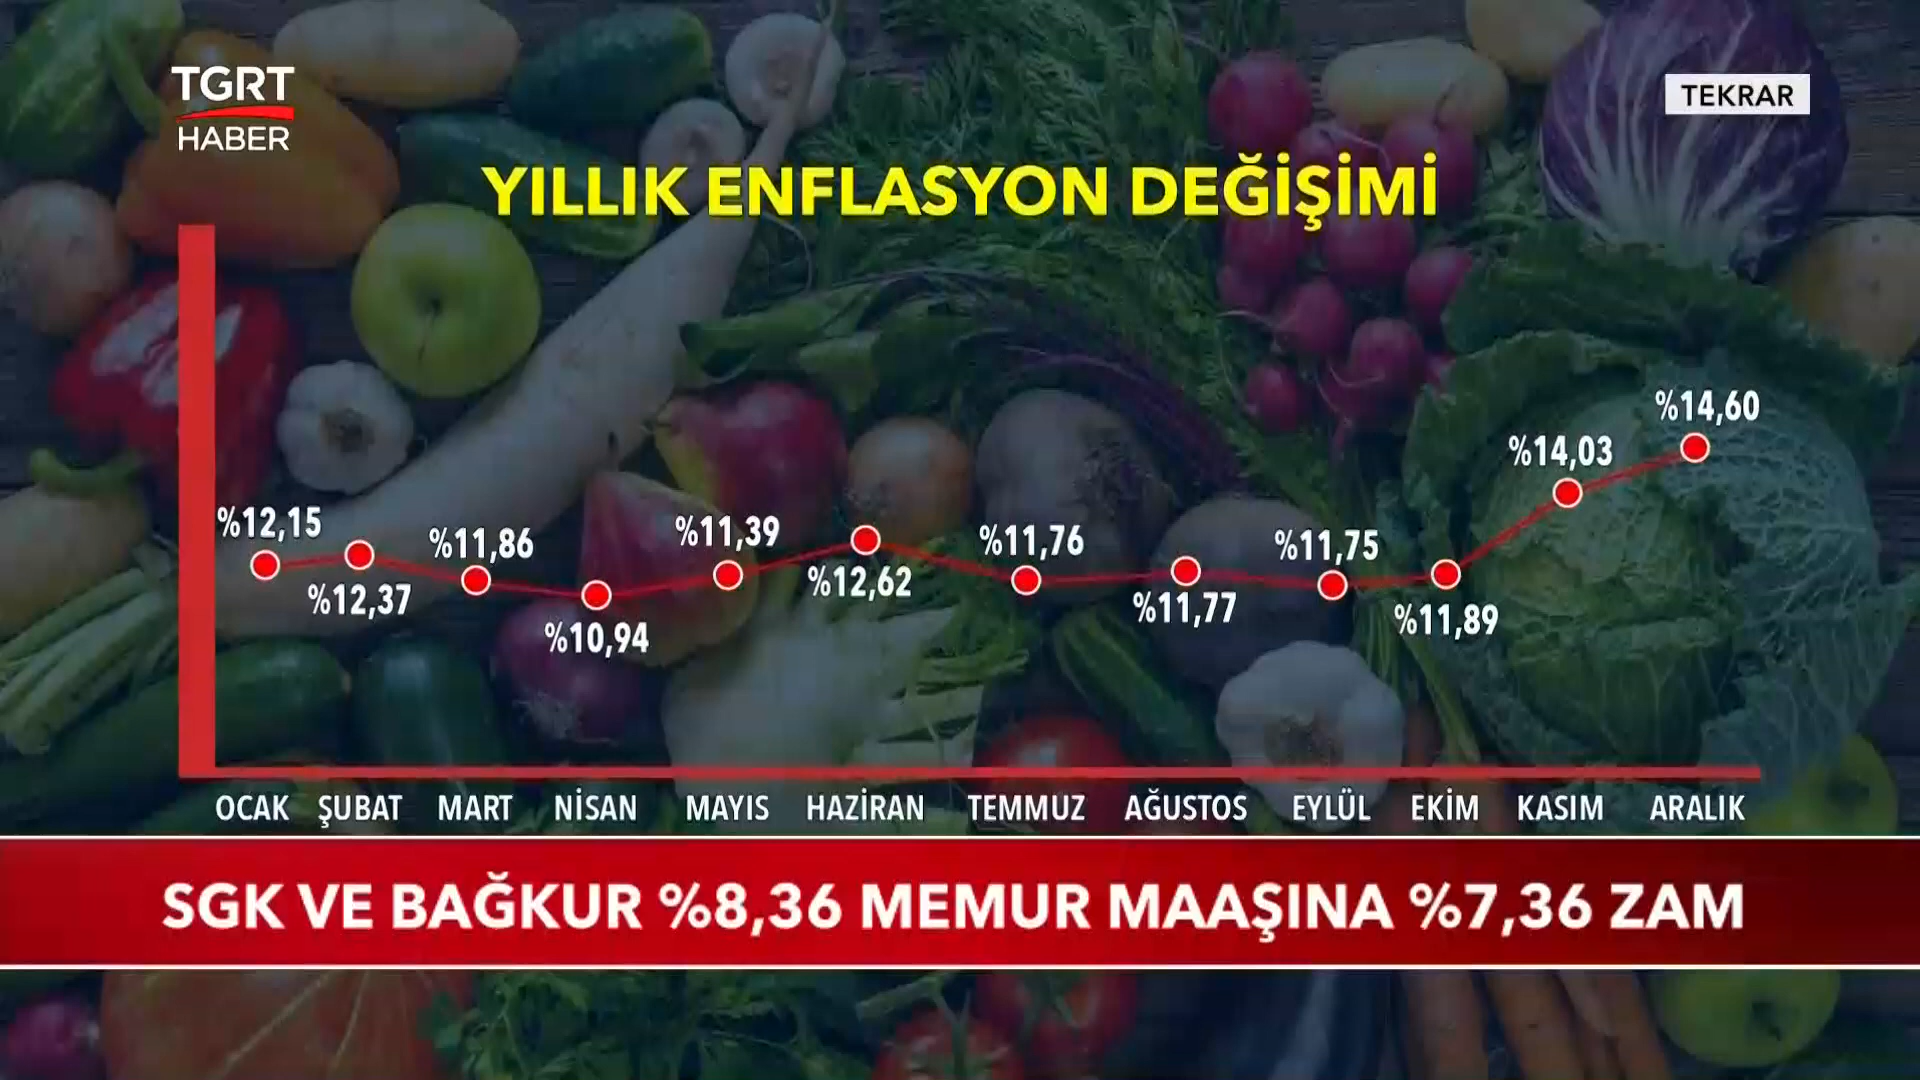 TGRT
HABER
TEKRAR
YILLIK ENFLASYON DEĞİŞİMİ
%12,15
%12,37
%11,86
%10,94
%11,39
%12,62
%11,76
%11,77
%11,75
%11,89
%14,03
%14,60
OCAK ŞUBAT MART NİSAN MAYIS HAZİRAN TEMMUZ AĞUSTOS EYLÜL EKİM KASIM ARALIK
SGK VE BAĞKUR %8,36 MEMUR MAAŞINA %7,36 ZAM